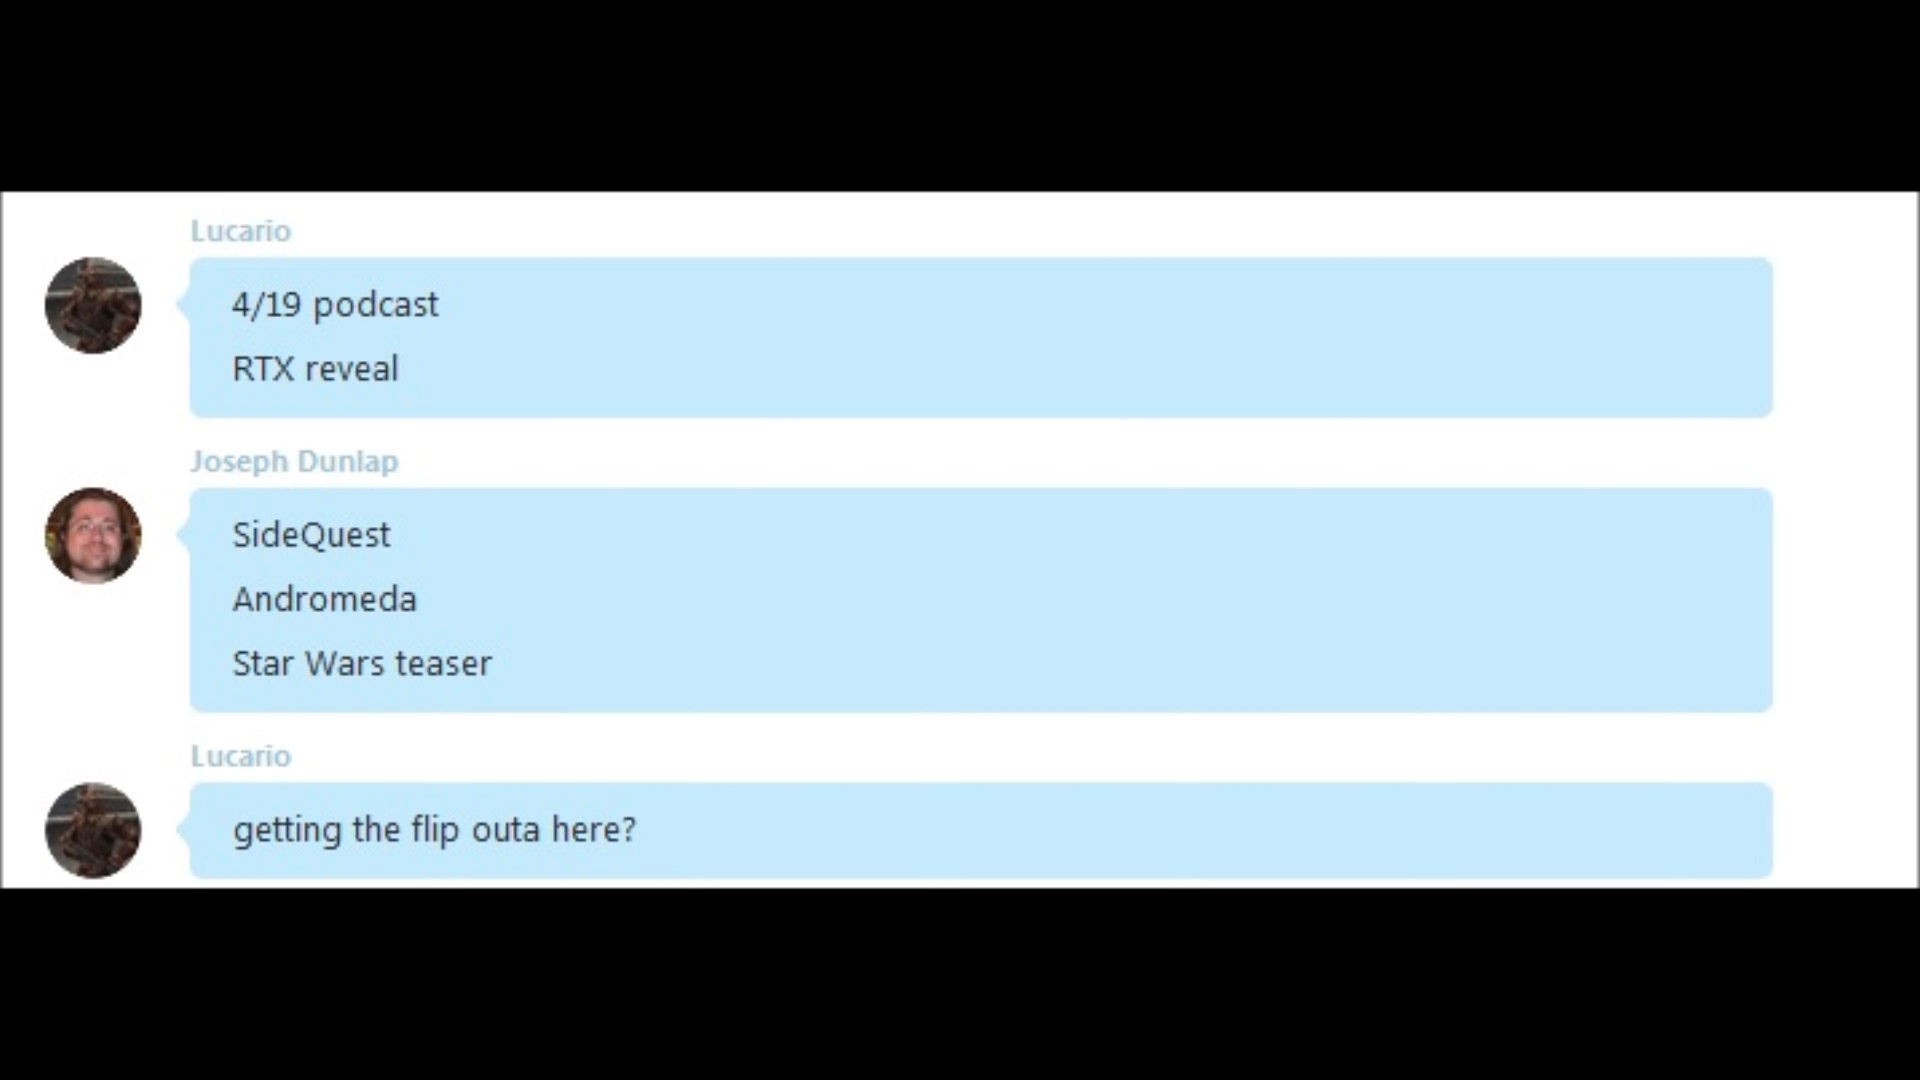 Lucario
4/19 podcast
RTX reveal
Joseph Dunlap
SideQuest
Andromeda
Star Wars teaser
Lucario
getting the flip outa here?